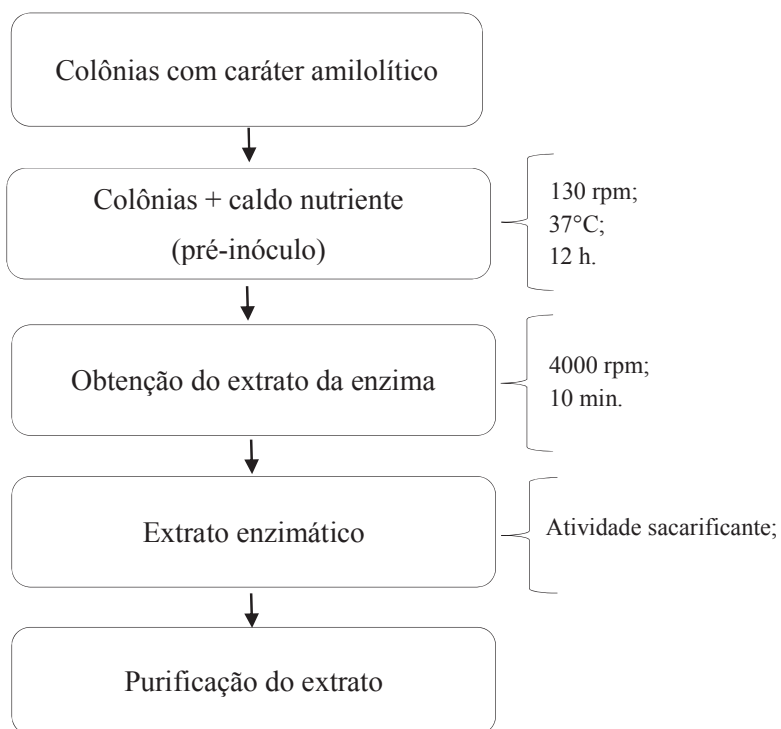 Colônias com caráter amilolítico
Colônias + caldo nutriente
(pré-inóculo)
130 rpm;
37°C;
12 h.
Obtenção do extrato da enzima
4000 rpm;
10 min.
Extrato enzimático
Atividade sacarificante;
Purificação do extrato